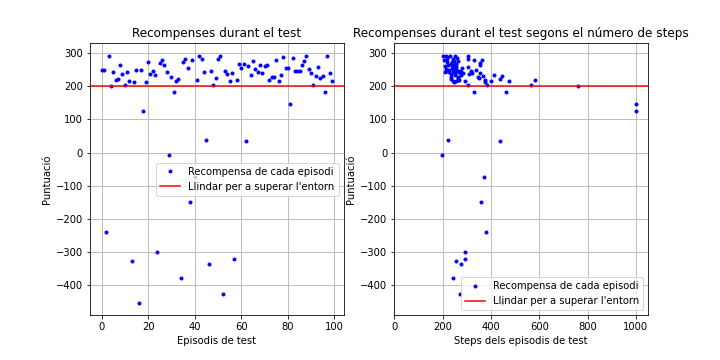 Recompenses durant el test
Puntuació
300
200
100
0
−100
−200
−300
−400
Recompensa de cada episodi
Llindar per a superar l'entorn
0
20
40
60
80
100
Episodis de test
Recompenses durant el test segons el número de steps
Puntuació
300
200
100
0
−100
−200
−300
−400
Recompensa de cada episodi
Llindar per a superar l'entorn
0
200
400
600
800
1000
Steps dels episodis de test